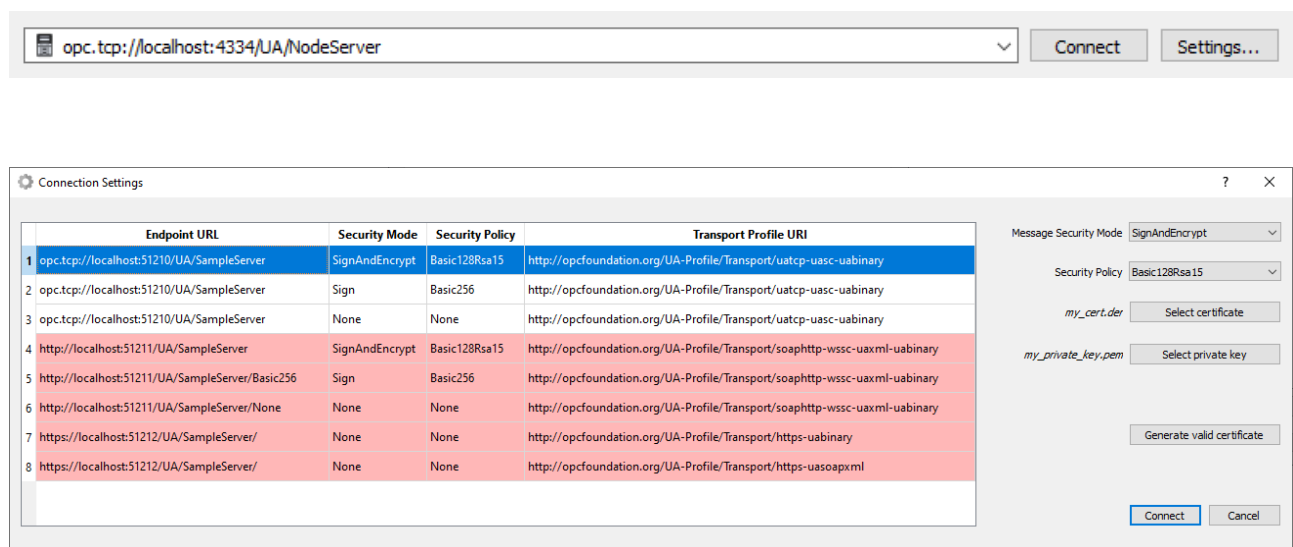 opc.tcp://localhost:4334/UA/NodeServer Connect Settings...
Connection Settings ? ×
Endpoint URL Security Mode Security Policy Transport Profile URI
1 opc.tcp://localhost:51210/UA/SampleServer SignAndEncrypt Basic128Rsa15 http://opcfoundation.org/UA-Profile/Transport/uatcp-uasc-uabinary
2 opc.tcp://localhost:51210/UA/SampleServer Sign Basic256 http://opcfoundation.org/UA-Profile/Transport/uatcp-uasc-uabinary
3 opc.tcp://localhost:51210/UA/SampleServer None None http://opcfoundation.org/UA-Profile/Transport/uatcp-uasc-uabinary
4 http://localhost:51211/UA/SampleServer SignAndEncrypt Basic128Rsa15 http://opcfoundation.org/UA-Profile/Transport/soaphttp-wssc-uaxml-uabinary
5 http://localhost:51211/UA/SampleServer/Basic256 Sign Basic256 http://opcfoundation.org/UA-Profile/Transport/soaphttp-wssc-uaxml-uabinary
6 http://localhost:51211/UA/SampleServer/None None None http://opcfoundation.org/UA-Profile/Transport/soaphttp-wssc-uaxml-uabinary
7 https://localhost:51212/UA/SampleServer/ None None http://opcfoundation.org/UA-Profile/Transport/https-uabinary
8 https://localhost:51212/UA/SampleServer/ None None http://opcfoundation.org/UA-Profile/Transport/https-uasoapxml
Message Security Mode SignAndEncrypt
Security Policy Basic128Rsa15
my_cert.der Select certificate
my_private_key.pem Select private key
Generate valid certificate
Connect Cancel